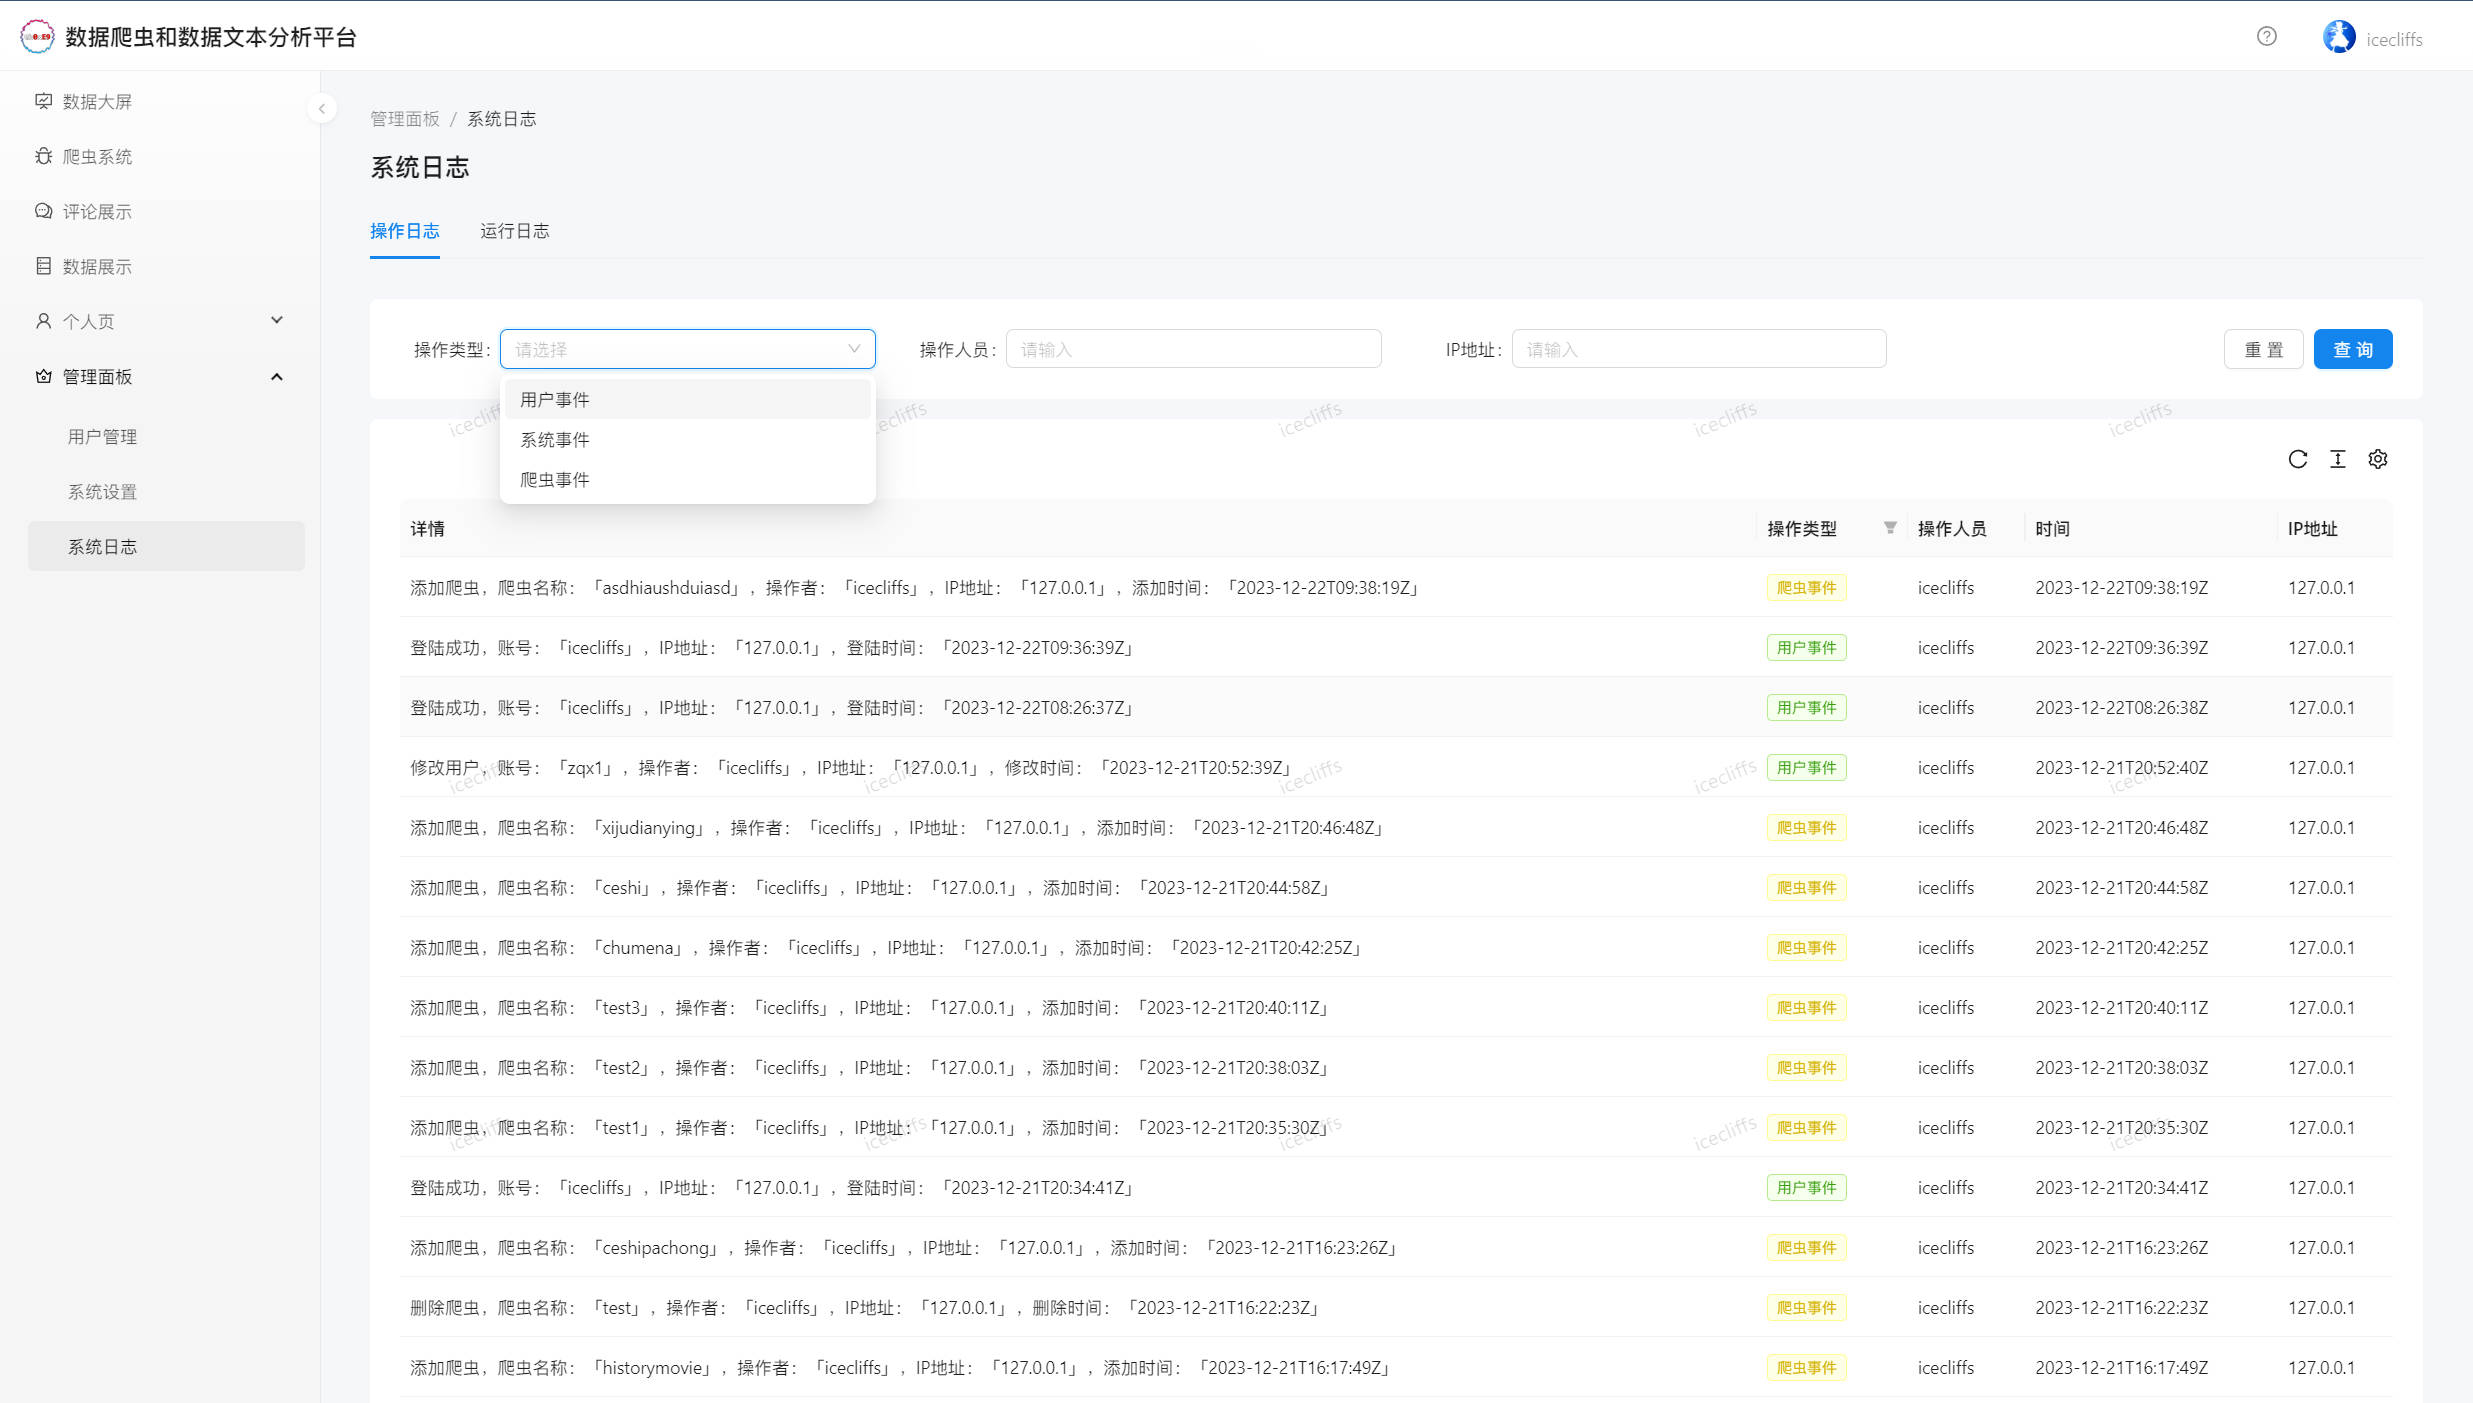 数据爬虫和数据文本分析平台
icecliffs
数据大屏
爬虫系统
评论展示
数据展示
个人页
管理面板
用户管理
系统设置
系统日志
管理面板 / 系统日志
系统日志
操作日志 运行日志
操作类型: 请选择 操作人员: 请输入 IP地址: 请输入 重 置 查 询
用户事件
系统事件
爬虫事件
详情 操作类型 操作人员 时间 IP地址
添加爬虫，爬虫名称：「asdhiaushduiasd」，操作者：「icecliffs」，IP地址：「127.0.0.1」，添加时间：「2023-12-22T09:38:19Z」 爬虫事件 icecliffs 2023-12-22T09:38:19Z 127.0.0.1
登陆成功，账号：「icecliffs」，IP地址：「127.0.0.1」，登陆时间：「2023-12-22T09:36:39Z」 用户事件 icecliffs 2023-12-22T09:36:39Z 127.0.0.1
登陆成功，账号：「icecliffs」，IP地址：「127.0.0.1」，登陆时间：「2023-12-22T08:26:37Z」 用户事件 icecliffs 2023-12-22T08:26:38Z 127.0.0.1
修改用户，账号：「zqx1」，操作者：「icecliffs」，IP地址：「127.0.0.1」，修改时间：「2023-12-21T20:52:39Z」 用户事件 icecliffs 2023-12-21T20:52:40Z 127.0.0.1
添加爬虫，爬虫名称：「xijudianying」，操作者：「icecliffs」，IP地址：「127.0.0.1」，添加时间：「2023-12-21T20:46:48Z」 爬虫事件 icecliffs 2023-12-21T20:46:48Z 127.0.0.1
添加爬虫，爬虫名称：「ceshi」，操作者：「icecliffs」，IP地址：「127.0.0.1」，添加时间：「2023-12-21T20:44:58Z」 爬虫事件 icecliffs 2023-12-21T20:44:58Z 127.0.0.1
添加爬虫，爬虫名称：「chumena」，操作者：「icecliffs」，IP地址：「127.0.0.1」，添加时间：「2023-12-21T20:42:25Z」 爬虫事件 icecliffs 2023-12-21T20:42:25Z 127.0.0.1
添加爬虫，爬虫名称：「test3」，操作者：「icecliffs」，IP地址：「127.0.0.1」，添加时间：「2023-12-21T20:40:11Z」 爬虫事件 icecliffs 2023-12-21T20:40:11Z 127.0.0.1
添加爬虫，爬虫名称：「test2」，操作者：「icecliffs」，IP地址：「127.0.0.1」，添加时间：「2023-12-21T20:38:03Z」 爬虫事件 icecliffs 2023-12-21T20:38:03Z 127.0.0.1
添加爬虫，爬虫名称：「test1」，操作者：「icecliffs」，IP地址：「127.0.0.1」，添加时间：「2023-12-21T20:35:30Z」 爬虫事件 icecliffs 2023-12-21T20:35:30Z 127.0.0.1
登陆成功，账号：「icecliffs」，IP地址：「127.0.0.1」，登陆时间：「2023-12-21T20:34:41Z」 用户事件 icecliffs 2023-12-21T20:34:41Z 127.0.0.1
添加爬虫，爬虫名称：「ceshipachong」，操作者：「icecliffs」，IP地址：「127.0.0.1」，添加时间：「2023-12-21T16:23:26Z」 爬虫事件 icecliffs 2023-12-21T16:23:26Z 127.0.0.1
删除爬虫，爬虫名称：「test」，操作者：「icecliffs」，IP地址：「127.0.0.1」，删除时间：「2023-12-21T16:22:23Z」 爬虫事件 icecliffs 2023-12-21T16:22:23Z 127.0.0.1
添加爬虫，爬虫名称：「historymovie」，操作者：「icecliffs」，IP地址：「127.0.0.1」，添加时间：「2023-12-21T16:17:49Z」 爬虫事件 icecliffs 2023-12-21T16:17:49Z 127.0.0.1